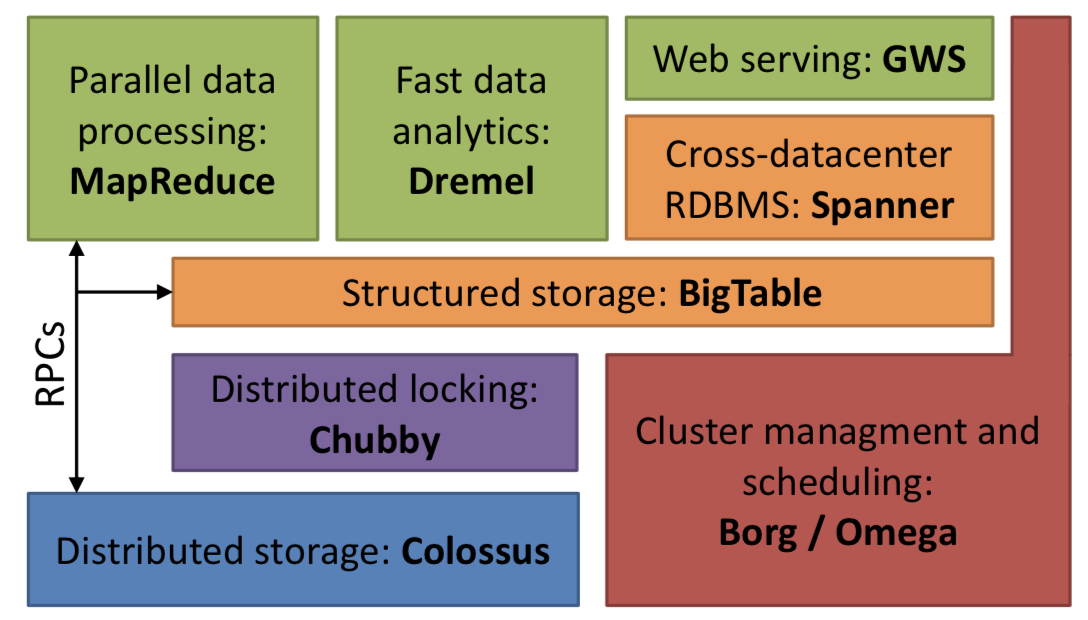 Parallel data
processing:
MapReduce
Fast data
analytics:
Dremel
Web serving: GWS
Cross-datacenter
RDBMS: Spanner
Structured storage: BigTable
RPCs
Distributed locking:
Chubby
Cluster managment and
scheduling:
Borg / Omega
Distributed storage: Colossus